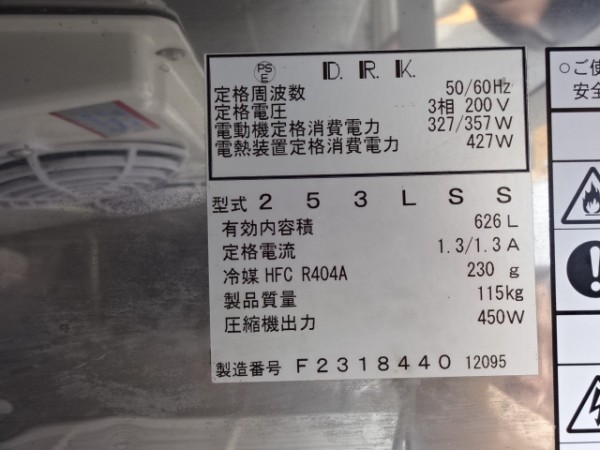 PS
E
D. R. K.
定格周波数 50/60Hz
定格電圧 3相 200V
電動機定格消費電力 327/357W
電熱装置定格消費電力 427W
型式 253LSS
有効内容積 626L
定格電流 1.3/1.3A
冷媒 HFC R404A 230 g
製品質量 115kg
圧縮機出力 450W
製造番号 F2318440 12095
○ご使
安全